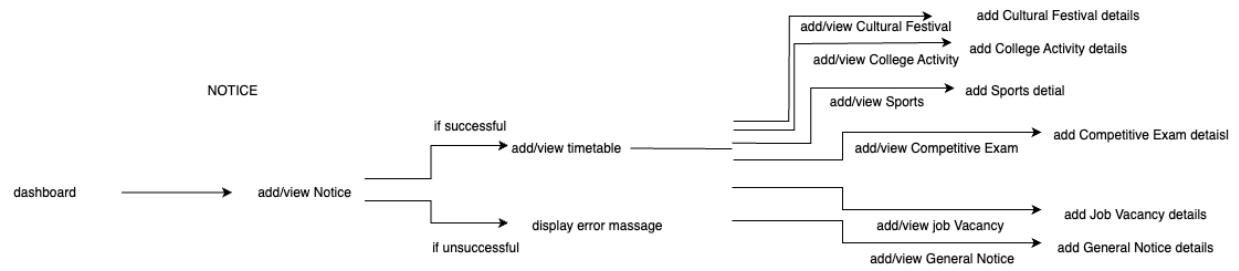 add/view Cultural Festival
add Cultural Festival details
add/view College Activity
add College Activity details
NOTICE
add/view Sports
add Sports detial
if successful
add/view timetable
add/view Competitive Exam
add Competitive Exam detaisl
dashboard
add/view Notice
add/view job Vacancy
add Job Vacancy details
if unsuccessful
display error massage
add/view General Notice
add General Notice details